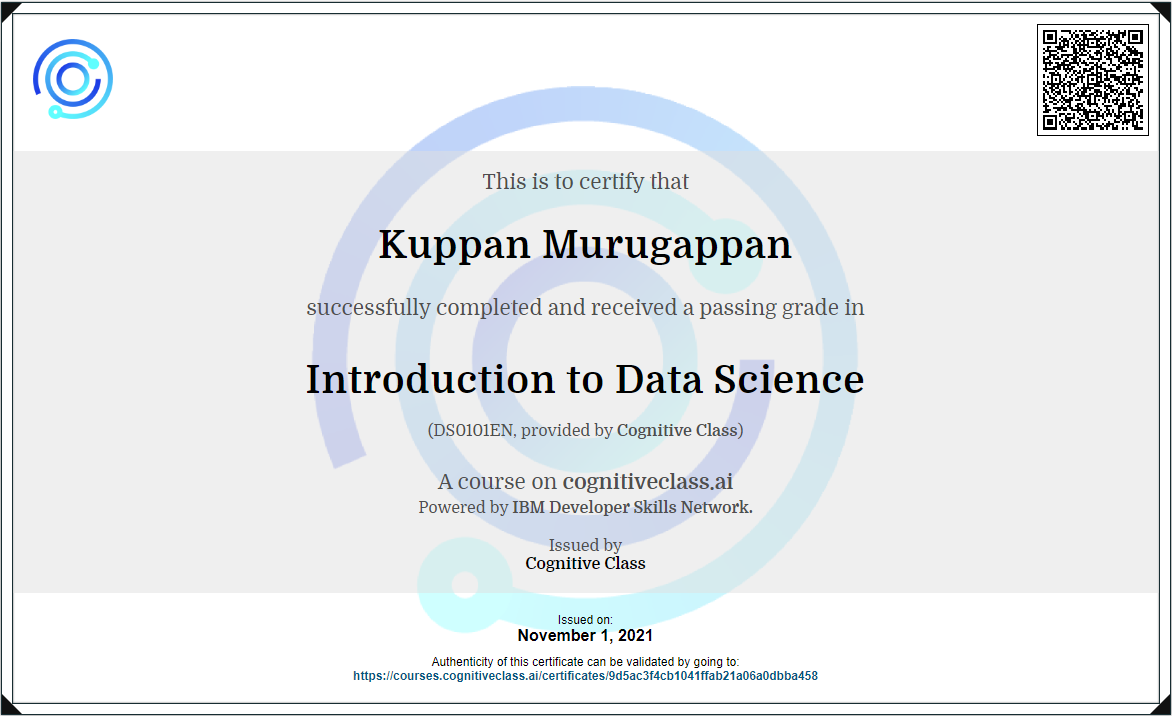 This is to certify that
Kuppan Murugappan
successfully completed and received a passing grade in
Introduction to Data Science
(DS0101EN, provided by Cognitive Class)
A course on cognitiveclass.ai
Powered by IBM Developer Skills Network.
Issued by
Cognitive Class
Issued on:
November 1, 2021
Authenticity of this certificate can be validated by going to:
https://courses.cognitiveclass.ai/certificates/9d5ac3f4cb1041ffab21a06a0dbba458